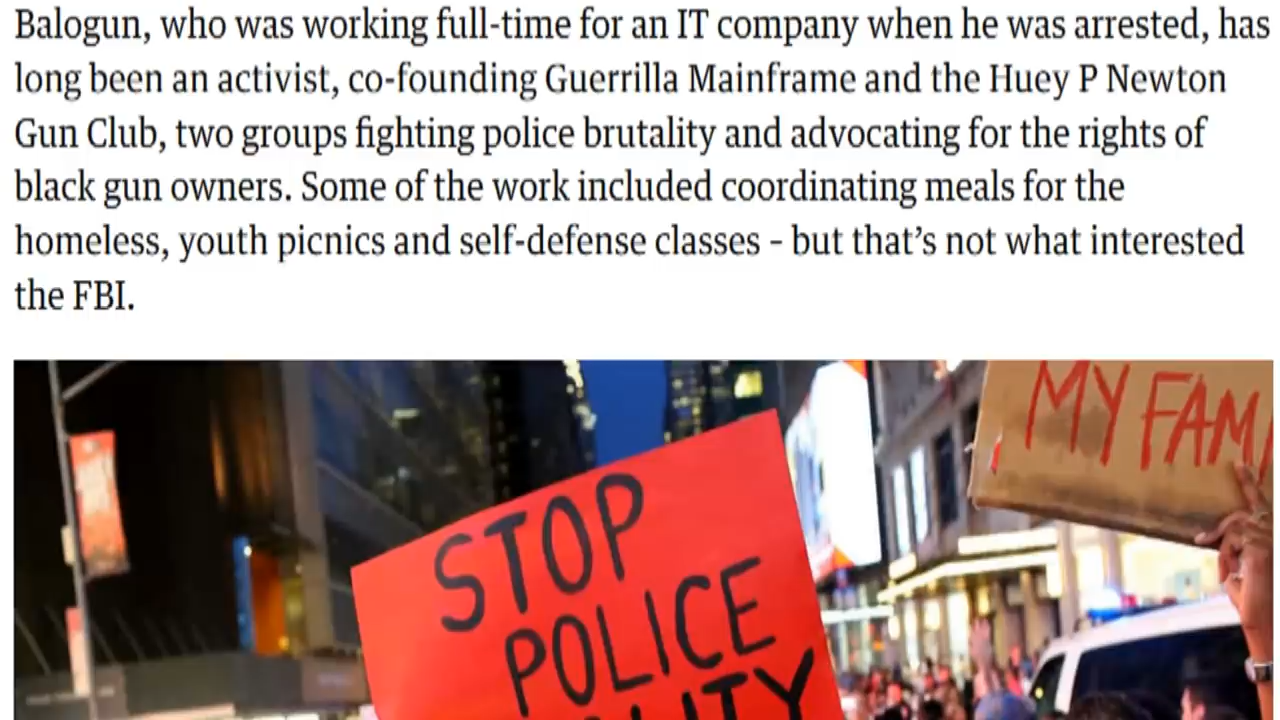 Balogun, who was working full-time for an IT company when he was arrested, has
long been an activist, co-founding Guerrilla Mainframe and the Huey P Newton
Gun Club, two groups fighting police brutality and advocating for the rights of
black gun owners. Some of the work included coordinating meals for the
homeless, youth picnics and self-defense classes – but that’s not what interested
the FBI.
MY FAM
STOP
POLICE
LITY